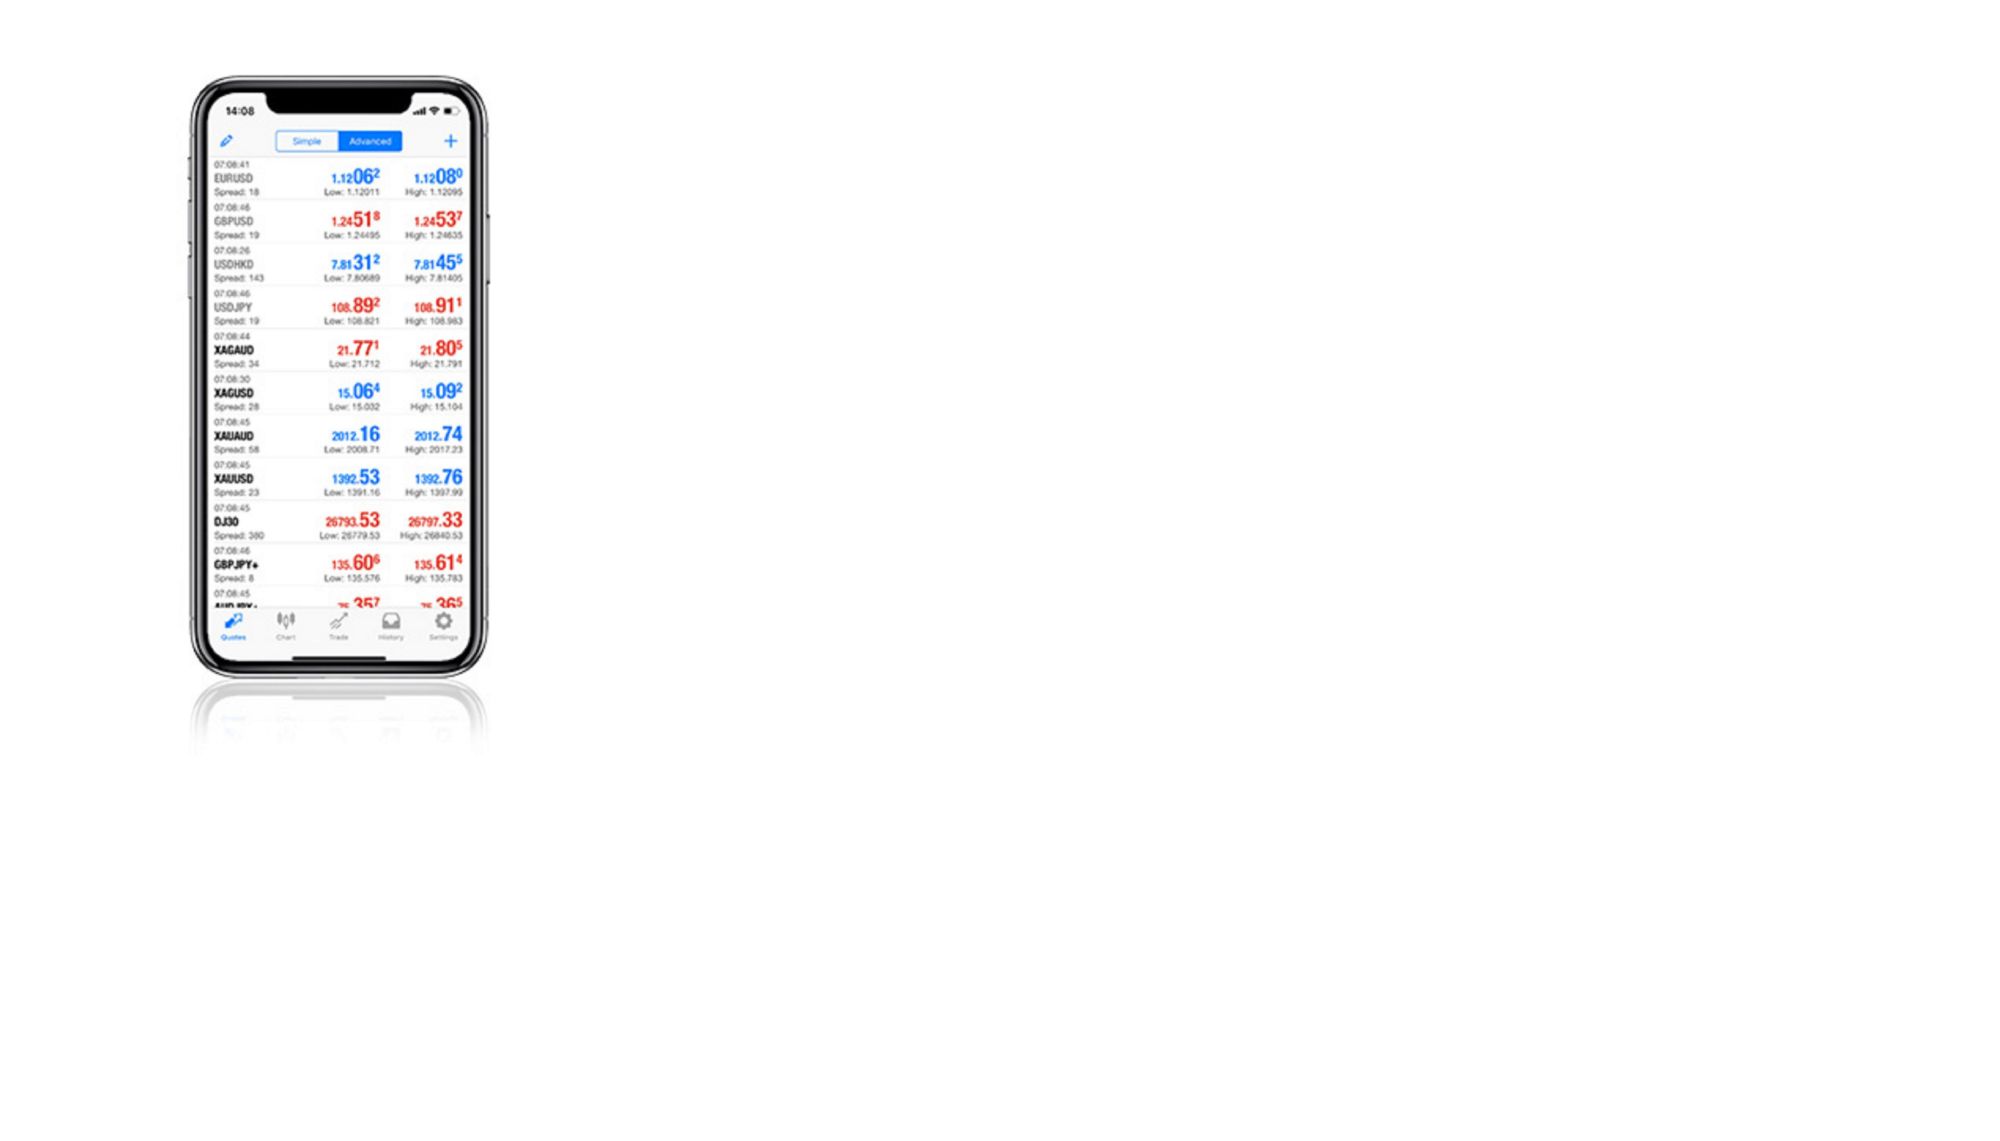 14:08
Simple Advanced
07:08:41
EURUSD 1.12062 1.12080
Spread: 18 Low: 1.12011 High: 1.12095
07:08:46
GBPUSD 1.24518 1.24537
Spread: 19 Low: 1.24495 High: 1.24635
07:08:26
USDHKD 7.81312 7.81455
Spread: 143 Low: 7.80689 High: 7.81405
07:08:46
USDJPY 108.892 108.911
Spread: 19 Low: 108.821 High: 108.983
07:08:44
XAGAUD 21.771 21.805
Spread: 34 Low: 21.712 High: 21.791
07:08:30
XAGUSD 15.064 15.092
Spread: 28 Low: 15.032 High: 15.104
07:08:45
XAUAUD 2012.16 2012.74
Spread: 58 Low: 2008.71 High: 2017.23
07:08:45
XAUUSD 1392.53 1392.76
Spread: 23 Low: 1391.16 High: 1397.99
07:08:45
DJ30 26793.53 26797.33
Spread: 380 Low: 26779.53 High: 26840.53
07:08:46
GBPJPY+ 135.606 135.614
Spread: 8 Low: 135.576 High: 135.783
07:08:45
357 365
Quotes Chart Trade History Settings